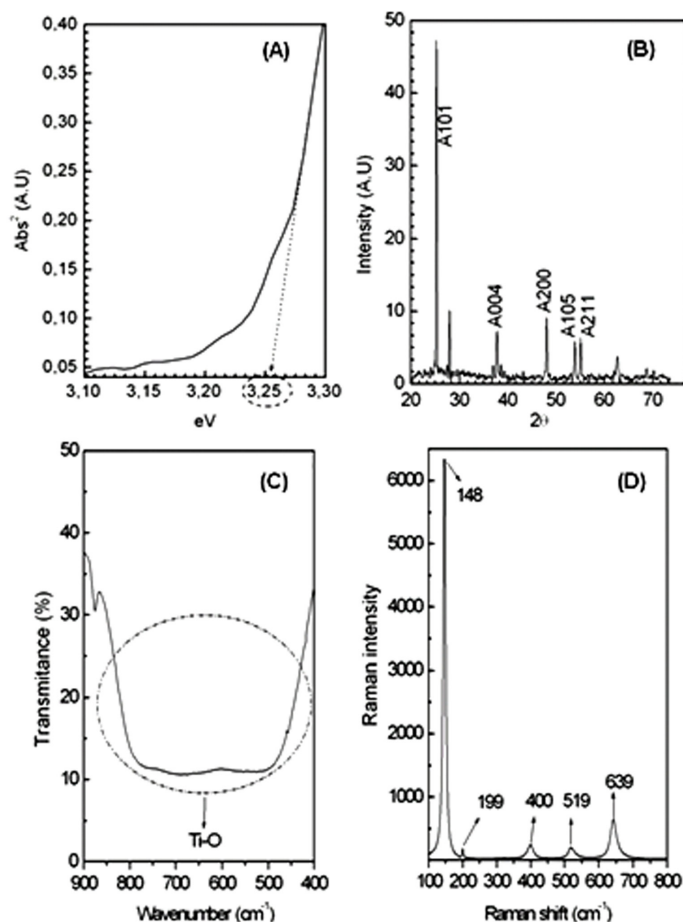 (A)
0,40
0,35
0,30
0,25
0,20
0,15
0,10
0,05
Abs² (A.U)
3,10 3,15 3,20 3,25 3,30
eV
(B)
50
40
30
20
10
0
Intensity (A.U)
A101
A004
A200
A105
A211
20 30 40 50 60 70
2θ
(C)
50
40
30
20
10
0
Transmitance (%)
Ti-O
900 800 700 600 500 400
Wavenumber (cm⁻¹)
(D)
6000
5000
4000
3000
2000
1000
Raman intensity
148
199
400
519
639
100 200 300 400 500 600 700 800
Raman shift (cm⁻¹)